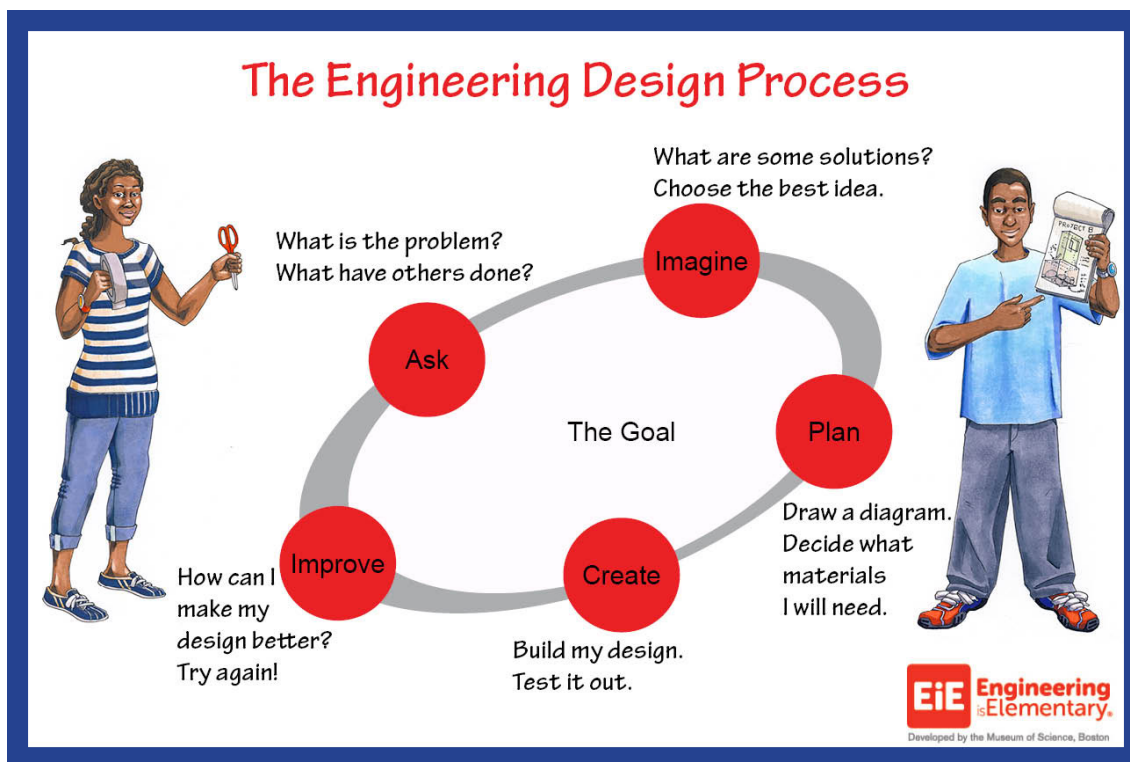 The Engineering Design Process
What are some solutions?
Choose the best idea.
Imagine
What is the problem?
What have others done?
Ask
PROJECT B
The Goal
Plan
Draw a diagram.
Decide what
materials
I will need.
Create
Build my design.
Test it out.
Improve
How can I
make my
design better?
Try again!
EiE
Engineering
is Elementary®
Developed by the Museum of Science, Boston